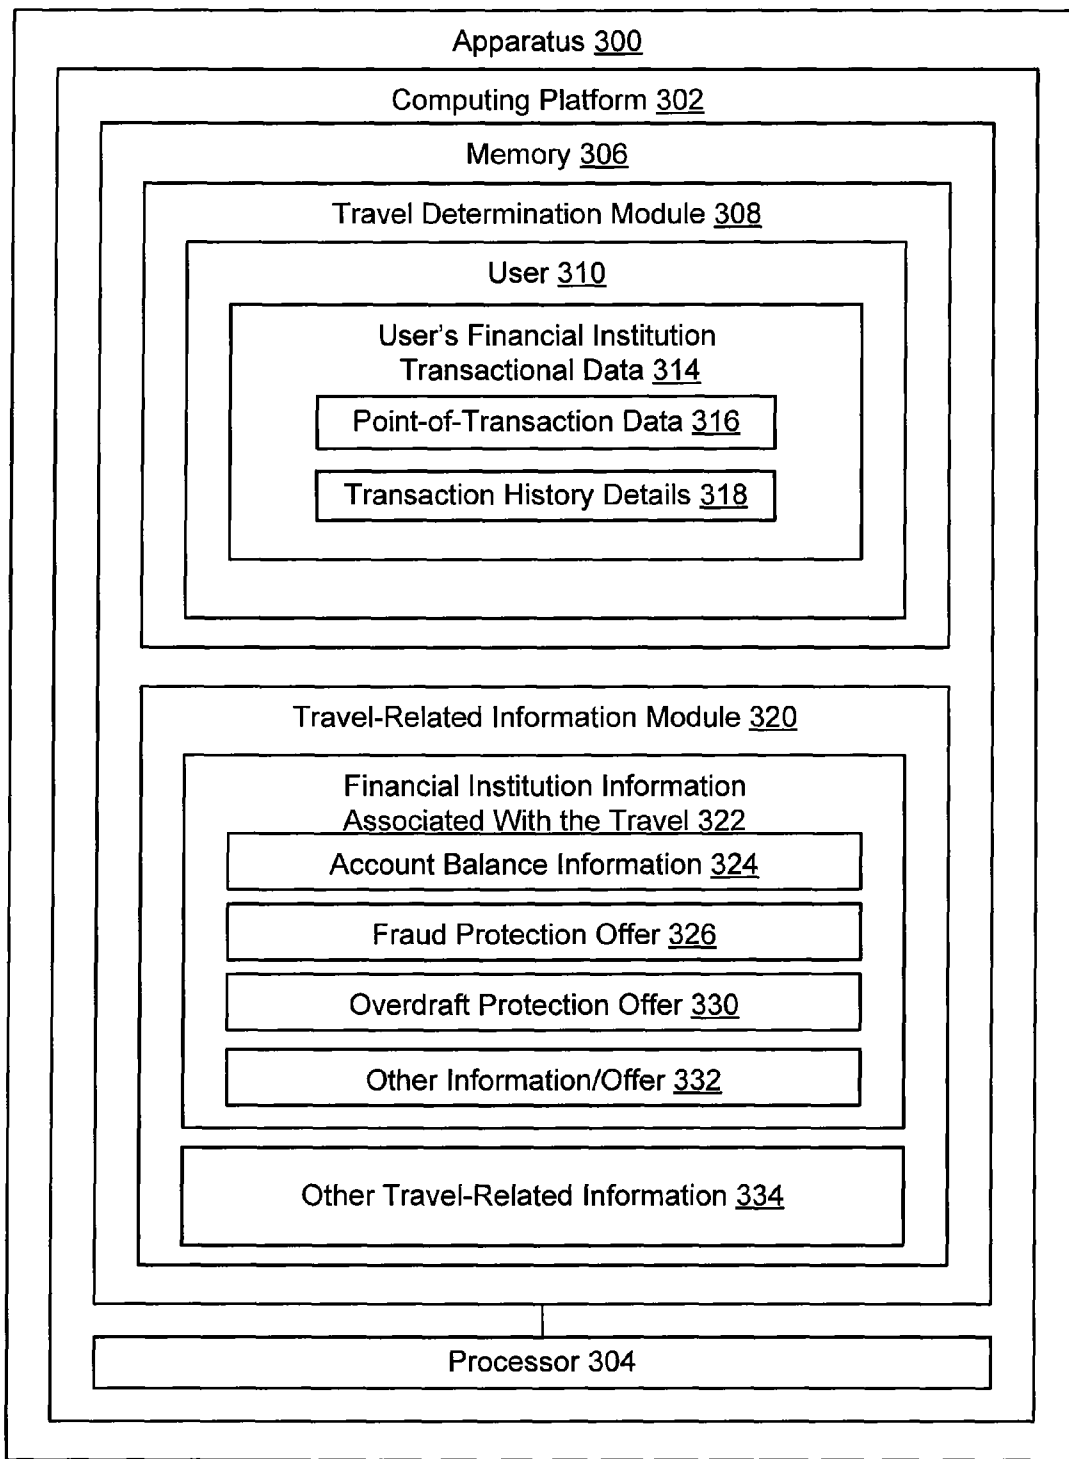 Apparatus 300
Computing Platform 302
Memory 306
Travel Determination Module 308
User 310
User's Financial Institution
Transactional Data 314
Point-of-Transaction Data 316
Transaction History Details 318
Travel-Related Information Module 320
Financial Institution Information
Associated With the Travel 322
Account Balance Information 324
Fraud Protection Offer 326
Overdraft Protection Offer 330
Other Information/Offer 332
Other Travel-Related Information 334
Processor 304